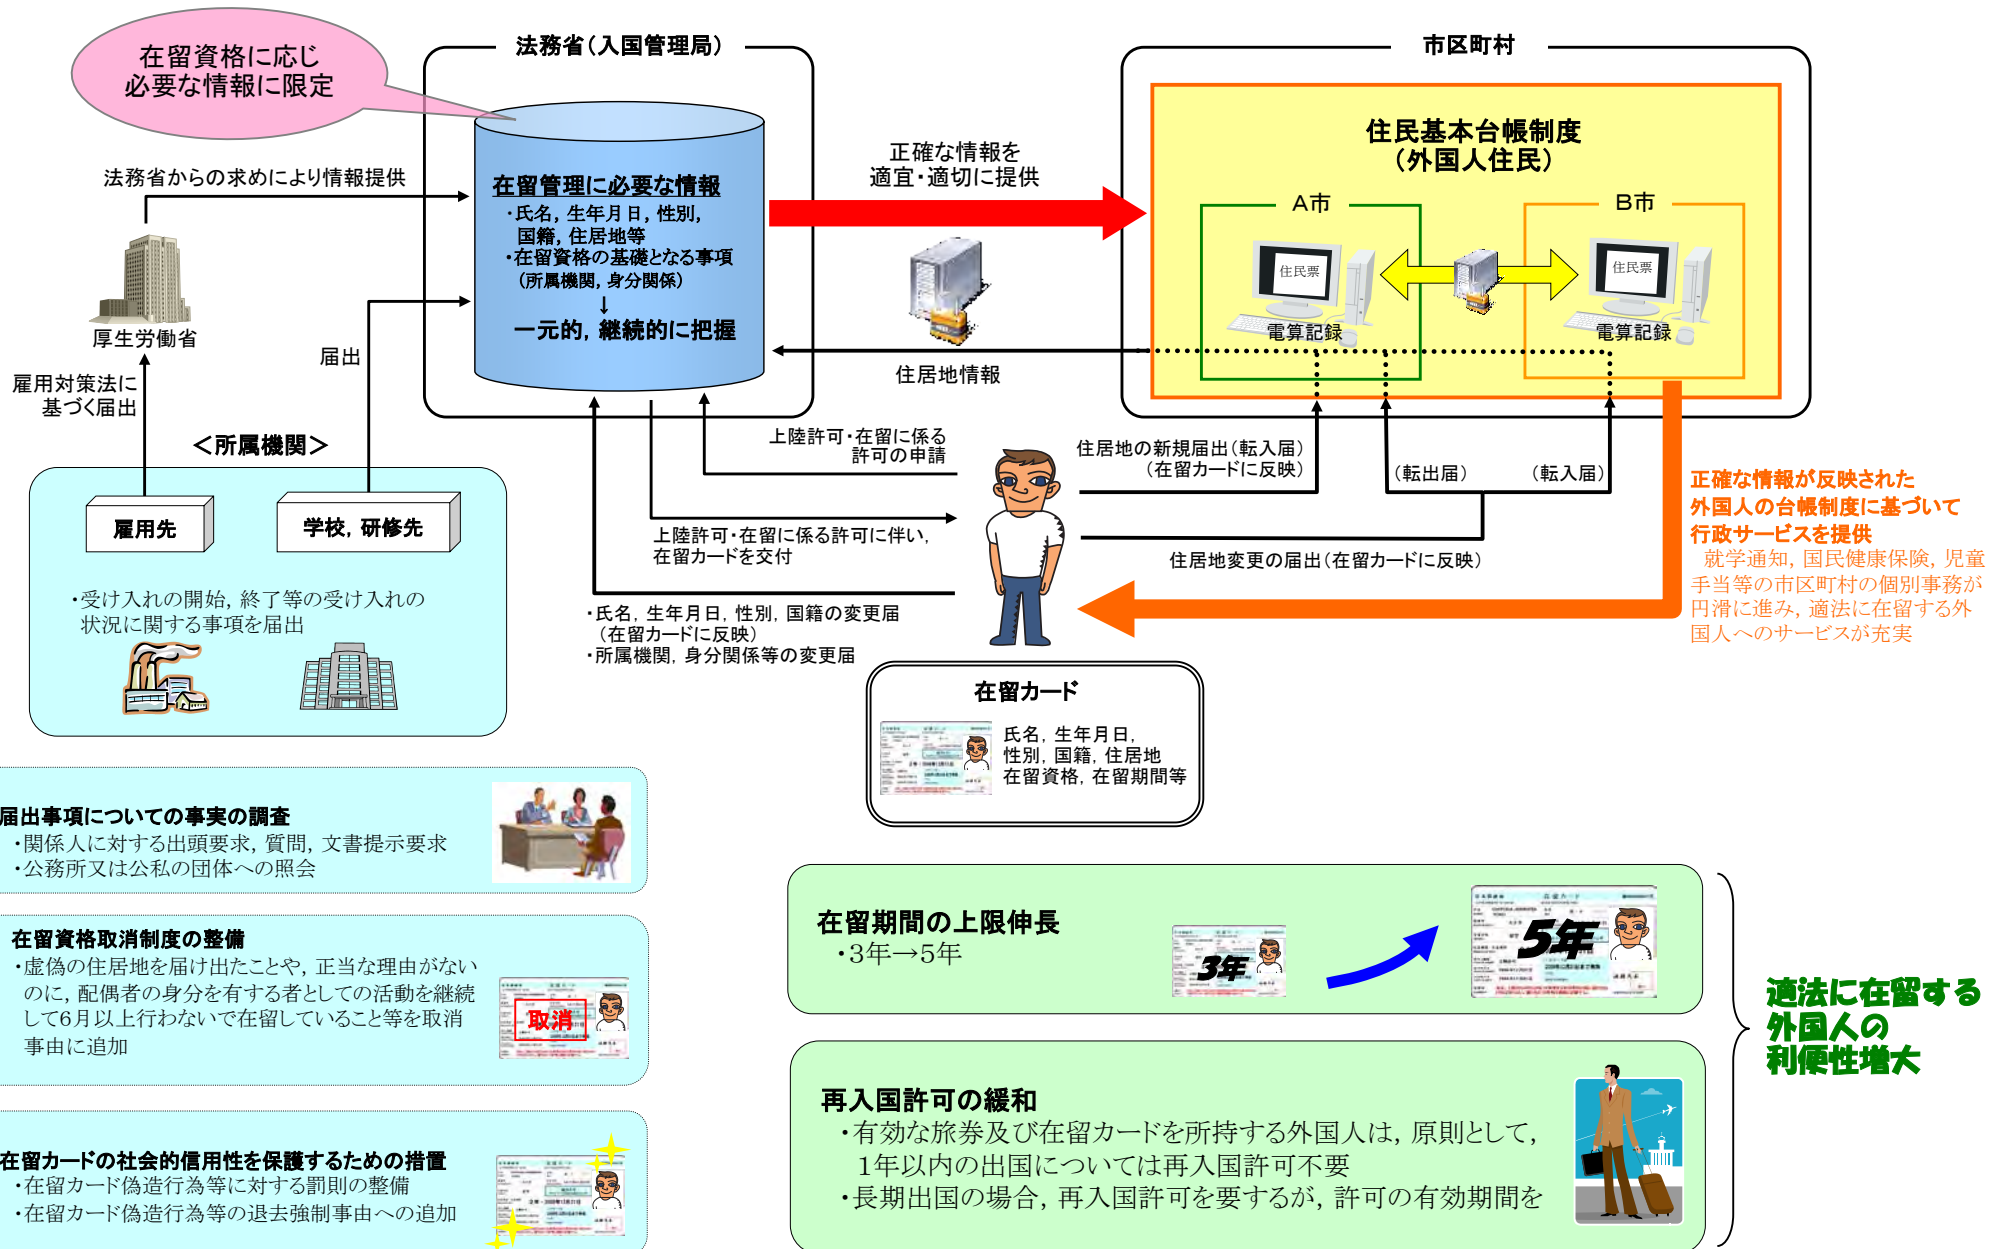 在留資格に応じ
必要な情報に限定
法務省(入国管理局)
市区町村
法務省からの求めにより情報提供
在留管理に必要な情報
・氏名, 生年月日, 性別,
国籍, 住居地等
・在留資格の基礎となる事項
(所属機関, 身分関係)
↓
一元的, 継続的に把握
正確な情報を
適宜・適切に提供
住民基本台帳制度
(外国人住民)
A市
B市
住民票
住民票
電算記録
電算記録
厚生労働省
届出
雇用対策法に
基づく届出
住居地情報
<所属機関>
雇用先
学校, 研修先
・受け入れの開始, 終了等の受け入れの
状況に関する事項を届出
上陸許可・在留に係る
許可の申請
上陸許可・在留に係る許可に伴い,
在留カードを交付
・氏名, 生年月日, 性別, 国籍の変更届
(在留カードに反映)
・所属機関, 身分関係等の変更届
住居地の新規届出(転入届)
(在留カードに反映)
(転出届)
(転入届)
住居地変更の届出(在留カードに反映)
正確な情報が反映された
外国人の台帳制度に基づいて
行政サービスを提供
就学通知, 国民健康保険, 児童
手当等の市区町村の個別事務が
円滑に進み, 適法に在留する外
国人へのサービスが充実
在留カード
氏名, 生年月日,
性別, 国籍, 住居地
在留資格, 在留期間等
届出事項についての事実の調査
・関係人に対する出頭要求, 質問, 文書提示要求
・公務所又は公私の団体への照会
在留資格取消制度の整備
・虚偽の住居地を届け出たことや, 正当な理由がない
のに, 配偶者の身分を有する者としての活動を継続
して6月以上行わないで在留していること等を取消
事由に追加
取消
在留カードの社会的信用性を保護するための措置
・在留カード偽造行為等に対する罰則の整備
・在留カード偽造行為等の退去強制事由への追加
在留期間の上限伸長
・3年→5年
3年
5年
再入国許可の緩和
・有効な旅券及び在留カードを所持する外国人は, 原則として,
1年以内の出国については再入国許可不要
・長期出国の場合, 再入国許可を要するが, 許可の有効期間を
適法に在留する
外国人の
利便性増大